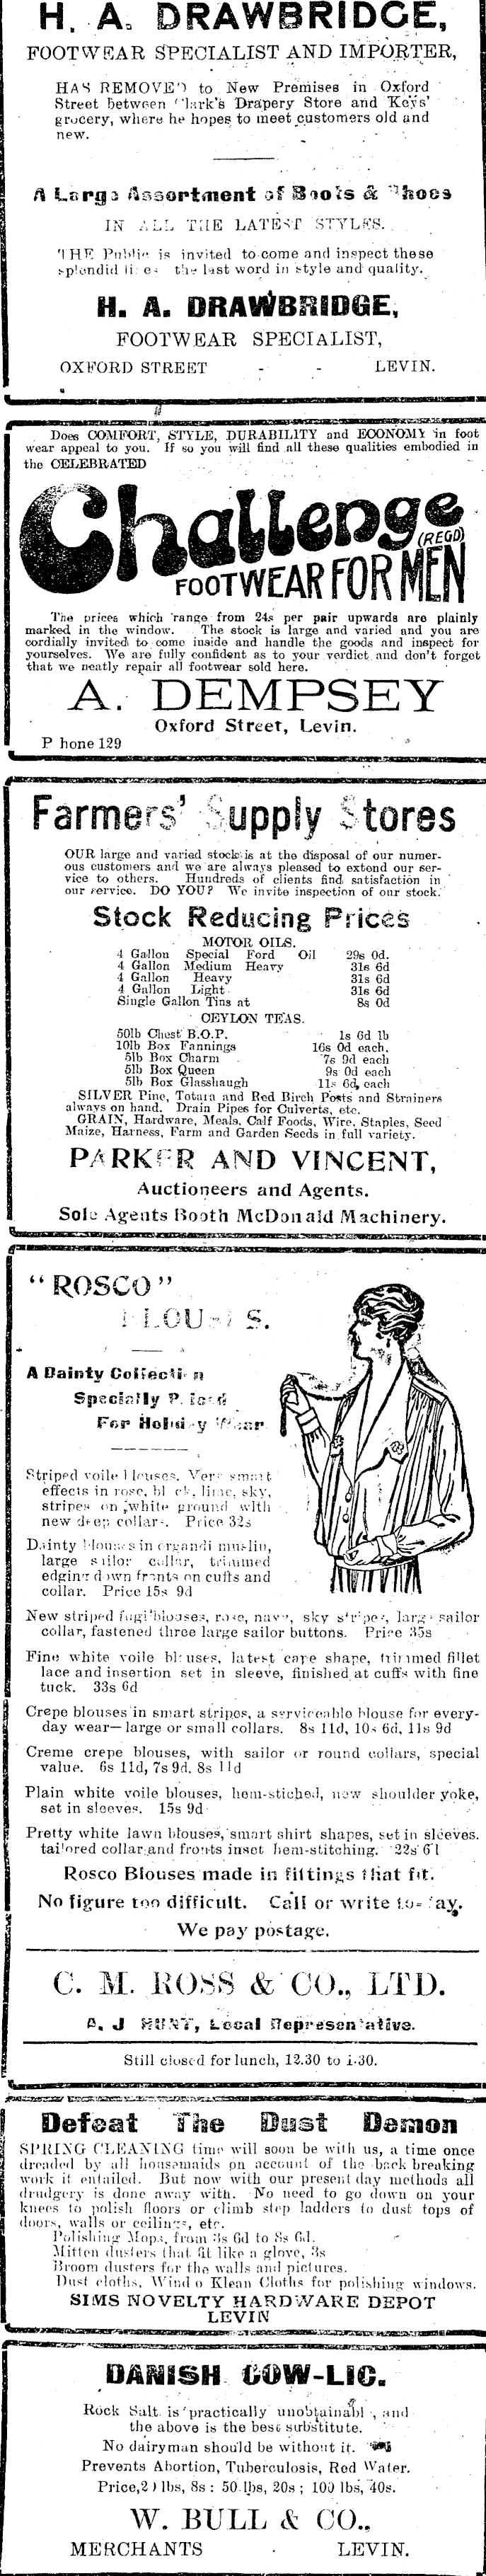 H. A. DRAWBRIDGE,
FOOTWEAR SPECIALIST AND IMPORTER,
HAS REMOVED to New Premises in Oxford
Street between Clark's Drapery Store and Keys'
grocery, where he hopes to meet customers old and
new.
A Large Assortment of Boots & Shoes
IN ALL THE LATEST STYLES.
THE Public is invited to come and inspect these
splendid lines the last word in style and quality.
H. A. DRAWBRIDGE,
FOOTWEAR SPECIALIST,
OXFORD STREET - - LEVIN.
Does COMFORT, STYLE, DURABILITY and ECONOMY in foot
wear appeal to you. If so you will find all these qualities embodied in
the CELEBRATED
Challenge
(REGD)
FOOTWEAR FOR MEN
The prices which range from 24s per pair upwards are plainly
marked in the window. The stock is large and varied and you are
cordially invited to come inside and handle the goods and inspect for
yourselves. We are fully confident as to your verdict and don't forget
that we neatly repair all footwear sold here.
A. DEMPSEY
Oxford Street, Levin.
P hone 129
Farmers' Supply Stores
OUR large and varied stock is at the disposal of our numer-
ous customers and we are always pleased to extend our ser-
vice to others. Hundreds of clients find satisfaction in
our service. DO YOU? We invite inspection of our stock.
Stock Reducing Prices
MOTOR OILS.
4 Gallon Special Ford Oil 29s 0d.
4 Gallon Medium Heavy 31s 6d
4 Gallon Heavy 31s 6d
4 Gallon Light 31s 6d
Single Gallon Tins at 8s 0d
CEYLON TEAS.
50lb Chest B.O.P. 1s 6d lb
10lb Box Fannings 16s 0d each.
5lb Box Charm 7s 9d each
5lb Box Queen 9s 0d each
5lb Box Glasshaugh 11s 6d, each
SILVER Pine, Totara and Red Birch Posts and Strainers
always on hand. Drain Pipes for Culverts, etc.
GRAIN, Hardware, Meals, Calf Foods, Wire, Staples, Seed
Maize, Harness, Farm and Garden Seeds in full variety.
PARKER AND VINCENT,
Auctioneers and Agents.
Sole Agents Booth McDonald Machinery.
"ROSCO"
BLOUSES.
A Dainty Collection
Specially Priced
For Holiday Wear
Striped voile blouses. Very smart
effects in rose, bl ck, lime, sky,
stripes on white ground with
new deep collars. Price 32s
Dainty blouses in organdi muslin,
large sailor collar, trimmed
edging down fronts on cuffs and
collar. Price 15s 9d
New striped fugi blouses, rose, navy, sky stripes, large sailor
collar, fastened three large sailor buttons. Price 35s
Fine white voile blouses, latest cape shape, trimmed fillet
lace and insertion set in sleeve, finished at cuffs with fine
tuck. 33s 6d
Crepe blouses in smart stripes, a serviceable blouse for every-
day wear—large or small collars. 8s 11d, 10s 6d, 11s 9d
Creme crepe blouses, with sailor or round collars, special
value. 6s 11d, 7s 9d. 8s 11d
Plain white voile blouses, hem-stiched, new shoulder yoke,
set in sleeves. 15s 9d
Pretty white lawn blouses, smart shirt shapes, set in sleeves.
tailored collar and fronts inset hem-stitching. 22s 6d
Rosco Blouses made in fittings that fit.
No figure too difficult. Call or write to-day.
We pay postage.
C. M. ROSS & CO., LTD.
A. J HUNT, Local Representative.
Still closed for lunch, 12.30 to 1.30.
Defeat The Dust Demon
SPRING CLEANING time will soon be with us, a time once
dreaded by all housemaids on account of the back breaking
work it entailed. But now with our present day methods all
drudgery is done away with. No need to go down on your
knees to polish floors or climb step ladders to dust tops of
doors, walls or ceilings, etc.
Polishing Mops, from 3s 6d to 8s 6d.
Mitten dusters that fit like a glove, 3s
Broom dusters for the walls and pictures.
Dust cloths, Wind o Klean Cloths for polishing windows.
SIMS NOVELTY HARDWARE DEPOT
LEVIN
DANISH COW-LIC.
Rock Salt is practically unobtainabl , and
the above is the best substitute.
No dairyman should be without it.
Prevents Abortion, Tuberculosis, Red Water.
Price, 20 lbs, 8s : 50 lbs, 20s ; 100 lbs, 40s.
W. BULL & CO.,
MERCHANTS - LEVIN.